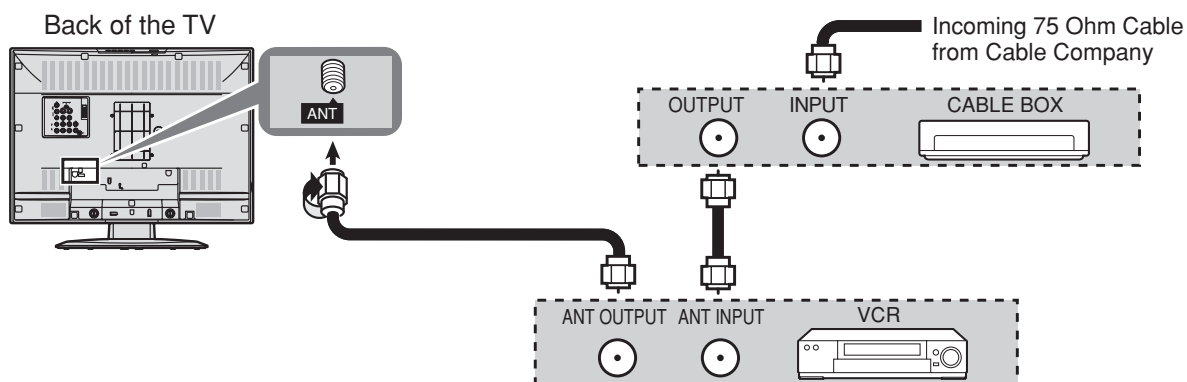 Back of the TV
ANT
Incoming 75 Ohm Cable
from Cable Company
OUTPUT INPUT CABLE BOX
ANT OUTPUT ANT INPUT VCR